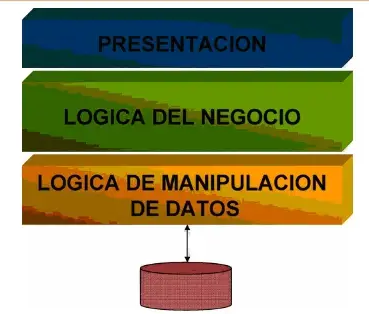 PRESENTACION
LOGICA DEL NEGOCIO
LOGICA DE MANIPULACION
DE DATOS